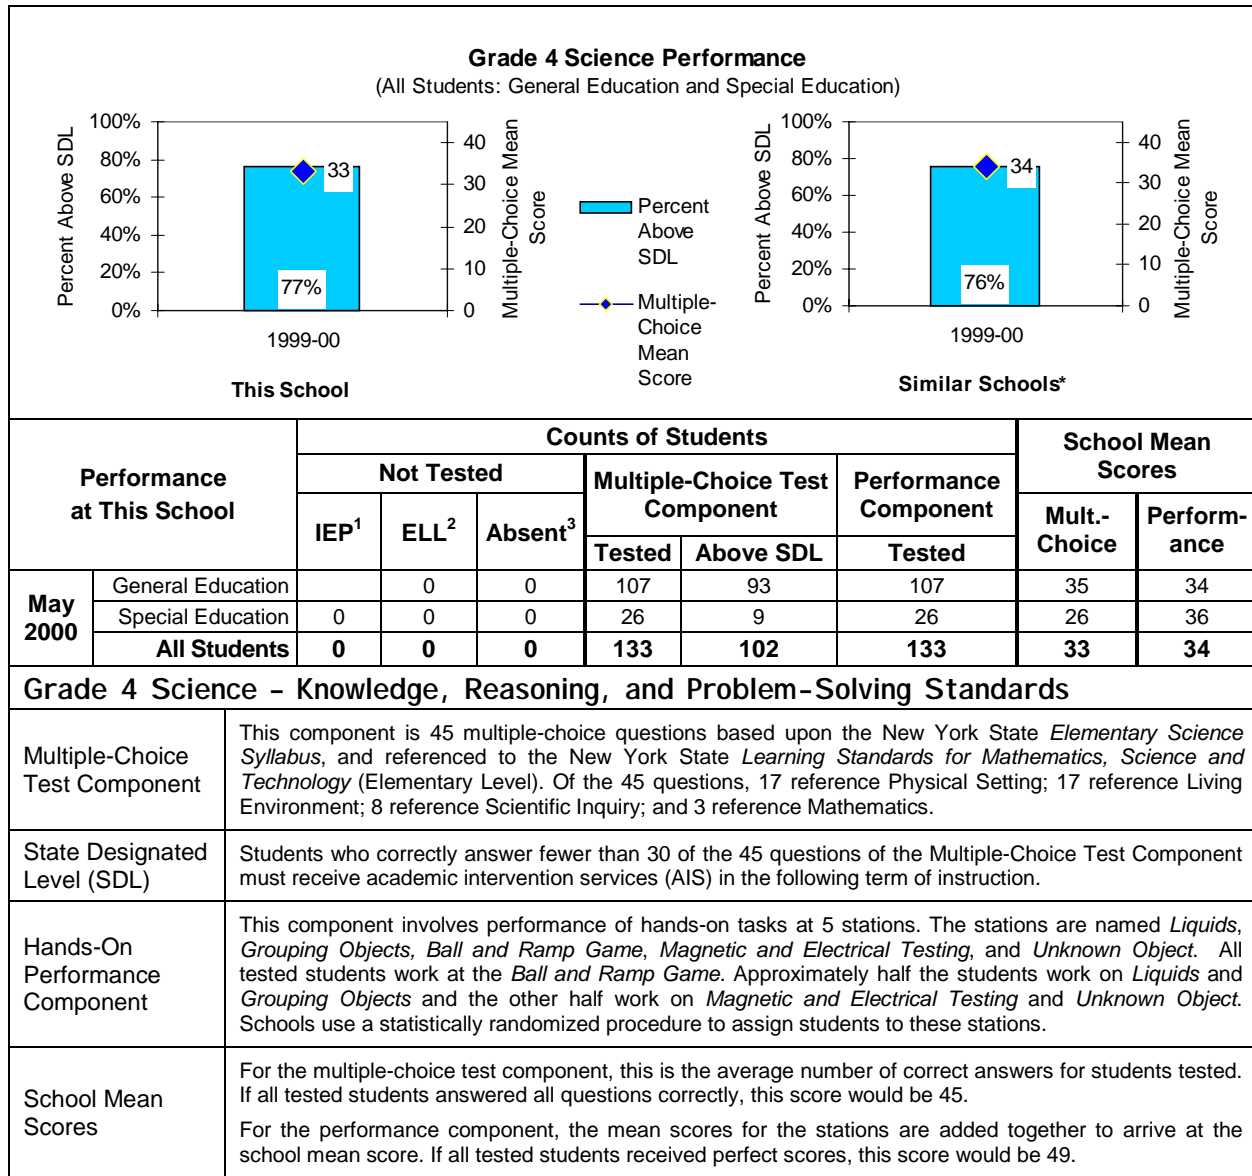 Grade 4 Science Performance
(All Students: General Education and Special Education)
Percent Above SDL
100%
80%
60%
40%
20%
0%
33
77%
40
30
20
10
0
Multiple-Choice Mean
Score
1999-00
This School
Percent
Above
SDL
Multiple-
Choice
Mean
Score
Percent Above SDL
100%
80%
60%
40%
20%
0%
34
76%
40
30
20
10
0
Multiple-Choice Mean
Score
1999-00
Similar Schools*
Performance
at This School
Counts of Students
School Mean
Scores
Not Tested
Multiple-Choice Test
Component
Performance
Component
IEP1 ELL2 Absent3
Mult.-
Choice
Perform-
ance
Tested Above SDL Tested
May
2000
General Education 0 0 107 93 107 35 34
Special Education 0 0 0 26 9 26 26 36
All Students 0 0 0 133 102 133 33 34
Grade 4 Science – Knowledge, Reasoning, and Problem-Solving Standards
Multiple-Choice
Test Component
This component is 45 multiple-choice questions based upon the New York State Elementary Science
Syllabus, and referenced to the New York State Learning Standards for Mathematics, Science and
Technology (Elementary Level). Of the 45 questions, 17 reference Physical Setting; 17 reference Living
Environment; 8 reference Scientific Inquiry; and 3 reference Mathematics.
State Designated
Level (SDL)
Students who correctly answer fewer than 30 of the 45 questions of the Multiple-Choice Test Component
must receive academic intervention services (AIS) in the following term of instruction.
Hands-On
Performance
Component
This component involves performance of hands-on tasks at 5 stations. The stations are named Liquids,
Grouping Objects, Ball and Ramp Game, Magnetic and Electrical Testing, and Unknown Object. All
tested students work at the Ball and Ramp Game. Approximately half the students work on Liquids and
Grouping Objects and the other half work on Magnetic and Electrical Testing and Unknown Object.
Schools use a statistically randomized procedure to assign students to these stations.
School Mean
Scores
For the multiple-choice test component, this is the average number of correct answers for students tested.
If all tested students answered all questions correctly, this score would be 45.
For the performance component, the mean scores for the stations are added together to arrive at the
school mean score. If all tested students received perfect scores, this score would be 49.